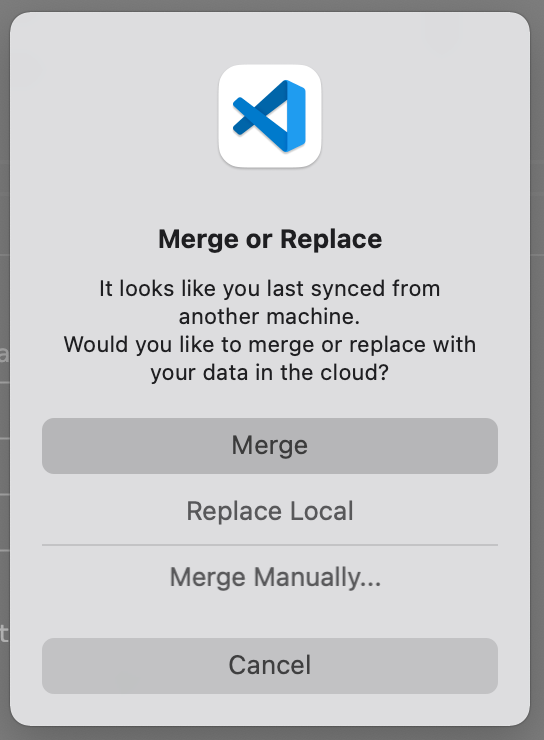 Merge or Replace
It looks like you last synced from
another machine.
Would you like to merge or replace with
your data in the cloud?
Merge
Replace Local
Merge Manually...
Cancel